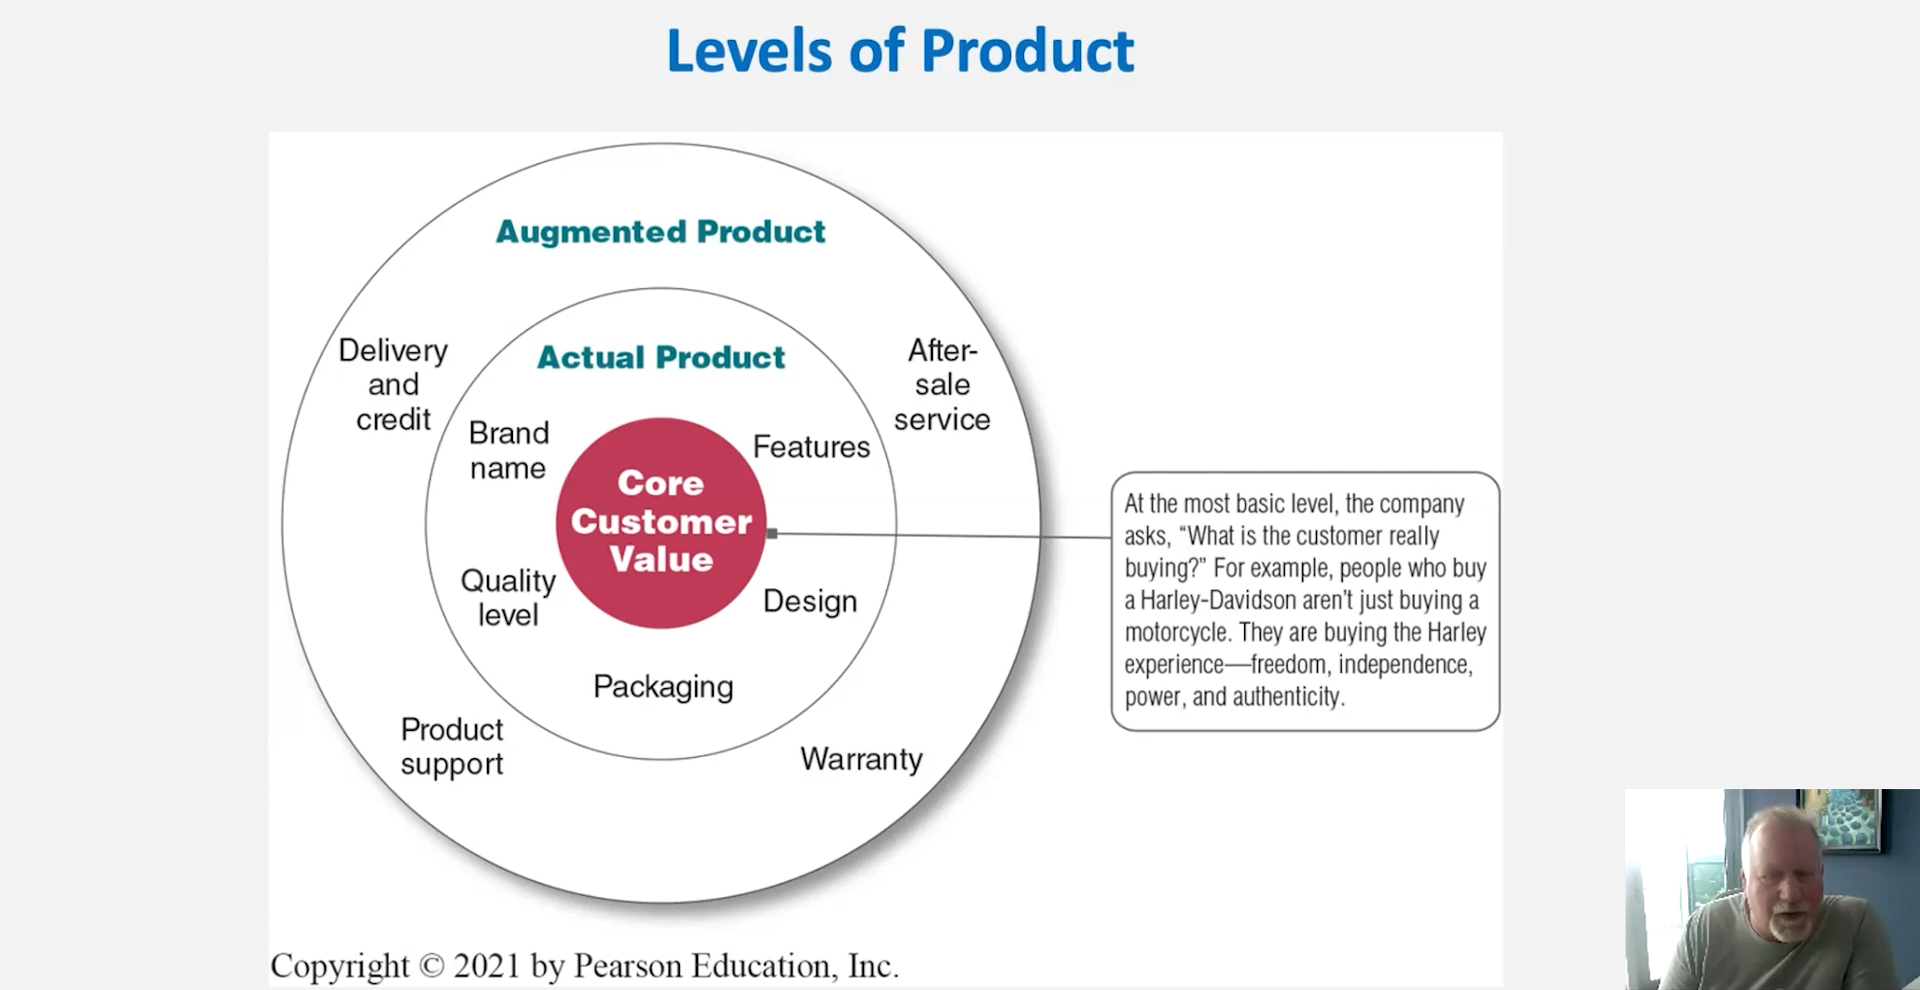 Levels of Product
Augmented Product
Delivery
and
credit
After-
sale
service
Actual Product
Brand
name
Features
Core
Customer
Value
Quality
level
Design
Packaging
Product
support
Warranty
At the most basic level, the company
asks, “What is the customer really
buying?” For example, people who buy
a Harley-Davidson aren’t just buying a
motorcycle. They are buying the Harley
experience—freedom, independence,
power, and authenticity.
Copyright © 2021 by Pearson Education, Inc.